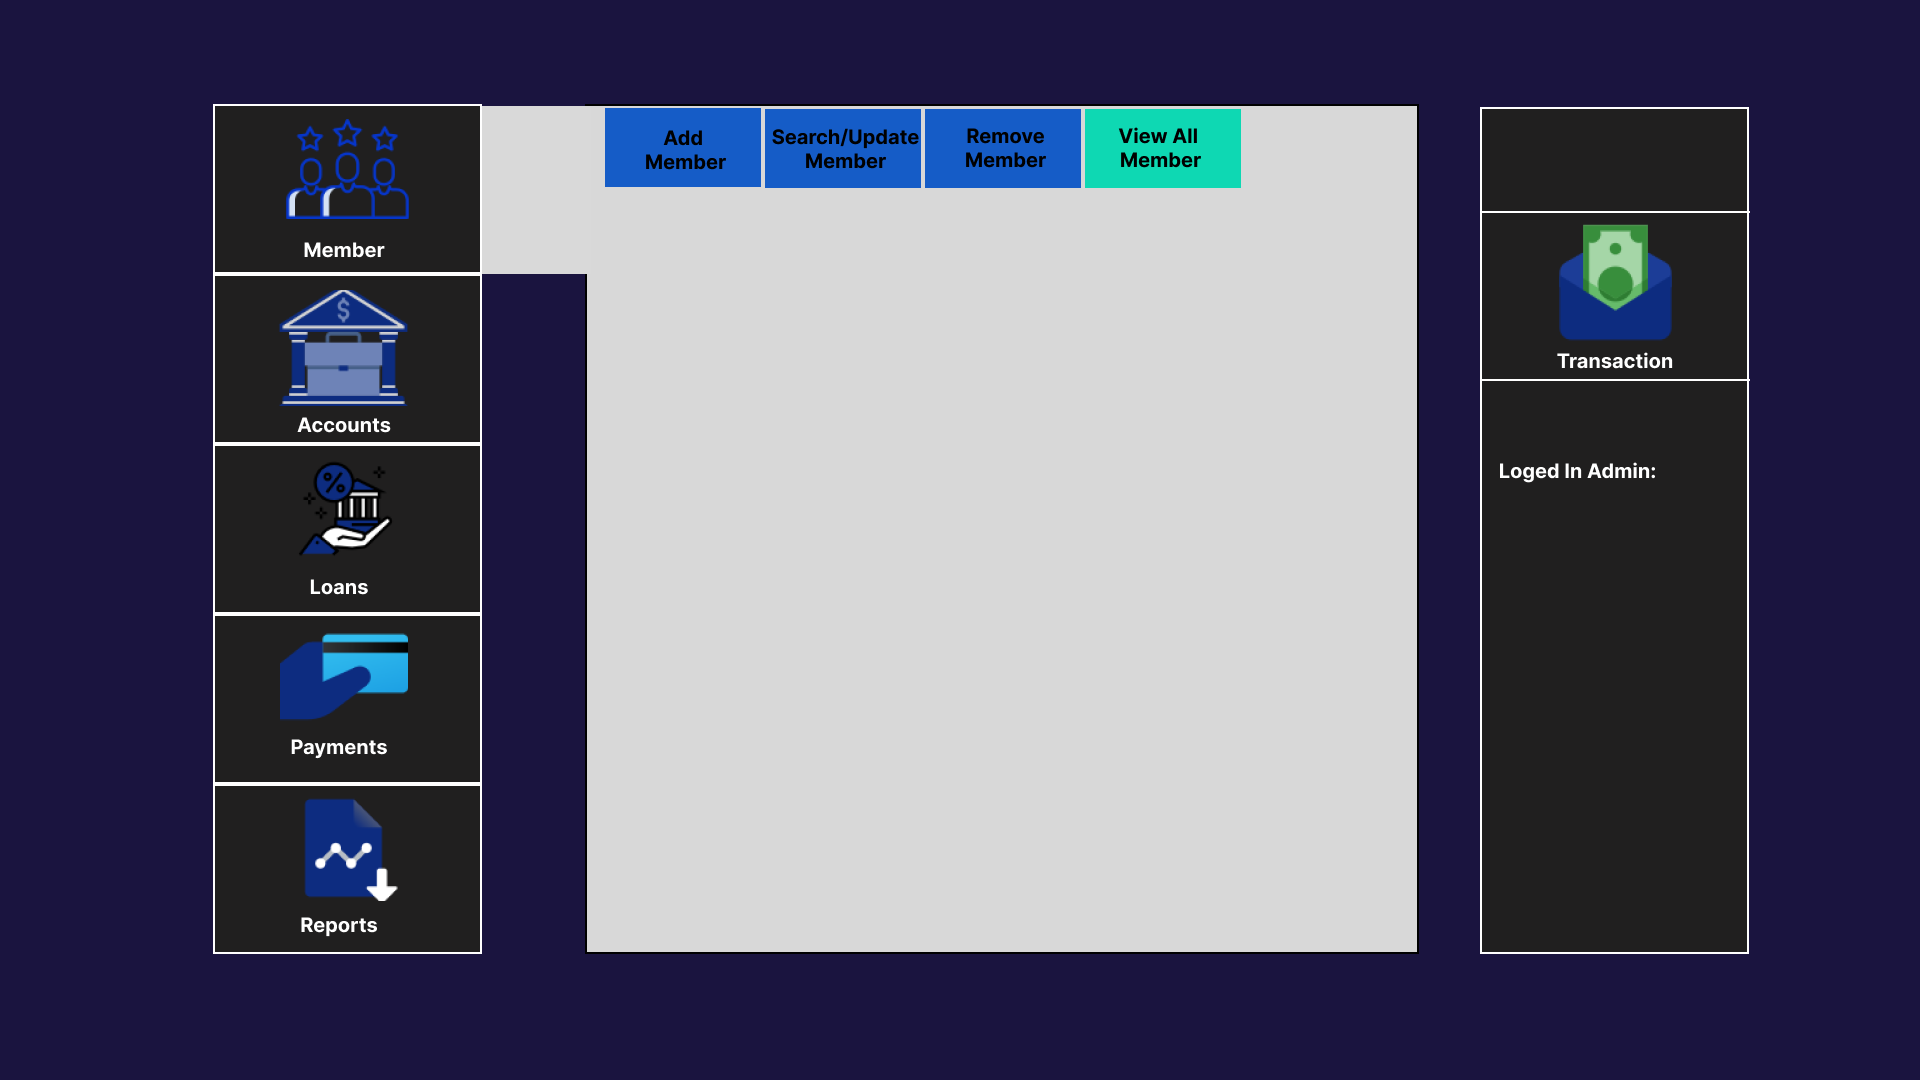 Member
Accounts
Loans
Payments
Reports
Add
Member
Search/Update
Member
Remove
Member
View All
Member
Transaction
Loged In Admin: